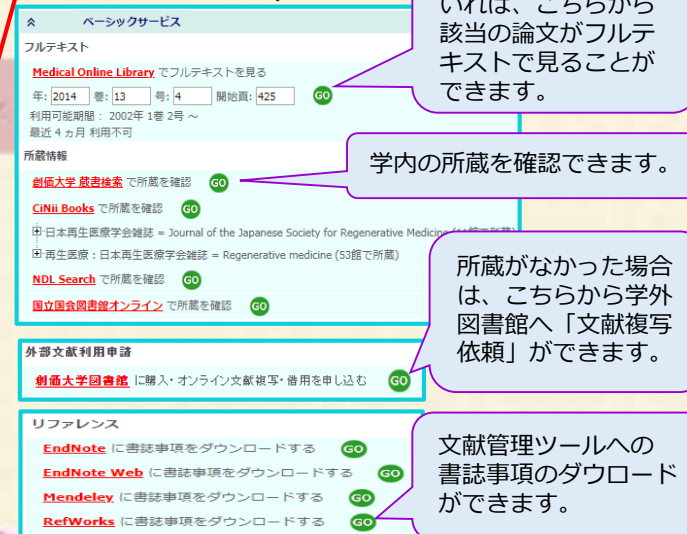 ベーシックサービス
いれば、こちらから
該当の論文がフルテ
キストで見ることが
できます。
フルテキスト
Medical Online Library でフルテキストを見る
年: 2014 巻: 13 号: 4 開始頁: 425 GO
利用可能期間： 2002年 1巻 2号 ～
最近 4 ヵ月 利用不可
所蔵情報
学内の所蔵を確認できます。
創価大学 蔵書検索 で所蔵を確認 GO
CiNii Books で所蔵を確認 GO
日本再生医療学会雑誌 = Journal of the Japanese Society for Regenerative Medicine
再生医療 : 日本再生医療学会雑誌 = Regenerative medicine (53館で所蔵)
NDL Search で所蔵を確認 GO
国立国会図書館オンライン で所蔵を確認 GO
所蔵がなかった場合
は、こちらから学外
図書館へ「文献複写
依頼」ができます。
外部文献利用申請
創価大学図書館 に購入・オンライン文献複写・借用を申し込む GO
リファレンス
EndNote に書誌事項をダウンロードする GO
EndNote Web に書誌事項をダウンロードする GO
Mendeley に書誌事項をダウンロードする GO
RefWorks に書誌事項をダウンロードする GO
文献管理ツールへの
書誌事項のダウロード
ができます。